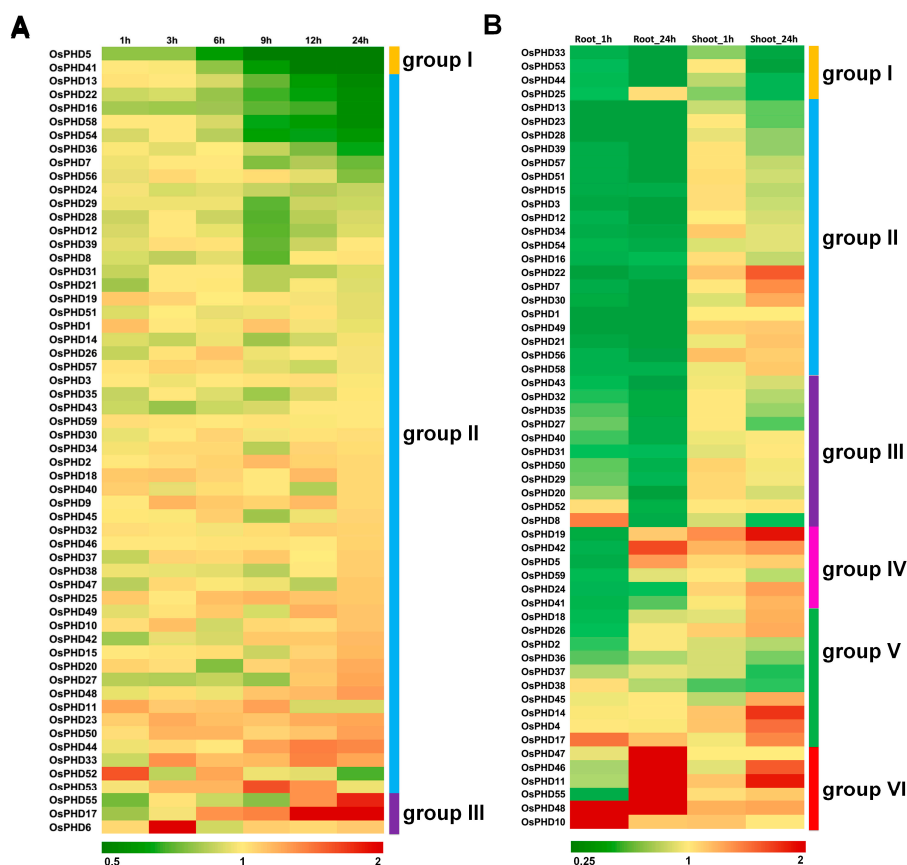 A
1h 3h 6h 9h 12h 24h
OsPHD5
OsPHD41
OsPHD13
OsPHD22
OsPHD16
OsPHD58
OsPHD54
OsPHD36
OsPHD7
OsPHD56
OsPHD24
OsPHD29
OsPHD28
OsPHD12
OsPHD39
OsPHD8
OsPHD31
OsPHD21
OsPHD19
OsPHD51
OsPHD1
OsPHD14
OsPHD26
OsPHD57
OsPHD3
OsPHD35
OsPHD43
OsPHD59
OsPHD30
OsPHD34
OsPHD2
OsPHD18
OsPHD40
OsPHD9
OsPHD45
OsPHD32
OsPHD46
OsPHD37
OsPHD38
OsPHD47
OsPHD25
OsPHD49
OsPHD10
OsPHD42
OsPHD15
OsPHD20
OsPHD27
OsPHD48
OsPHD11
OsPHD23
OsPHD50
OsPHD44
OsPHD33
OsPHD52
OsPHD53
OsPHD55
OsPHD17
OsPHD6
group I
group II
group III
0.5 1 2
B
Root_1h Root_24h Shoot_1h Shoot_24h
OsPHD33
OsPHD53
OsPHD44
OsPHD25
OsPHD13
OsPHD23
OsPHD28
OsPHD39
OsPHD57
OsPHD51
OsPHD15
OsPHD3
OsPHD12
OsPHD34
OsPHD54
OsPHD16
OsPHD22
OsPHD7
OsPHD30
OsPHD1
OsPHD49
OsPHD21
OsPHD56
OsPHD58
OsPHD43
OsPHD32
OsPHD35
OsPHD27
OsPHD40
OsPHD31
OsPHD50
OsPHD29
OsPHD20
OsPHD52
OsPHD8
OsPHD19
OsPHD42
OsPHD5
OsPHD59
OsPHD24
OsPHD41
OsPHD18
OsPHD26
OsPHD2
OsPHD36
OsPHD37
OsPHD38
OsPHD45
OsPHD14
OsPHD4
OsPHD17
OsPHD47
OsPHD46
OsPHD11
OsPHD55
OsPHD48
OsPHD10
group I
group II
group III
group IV
group V
group VI
0.25 1 2